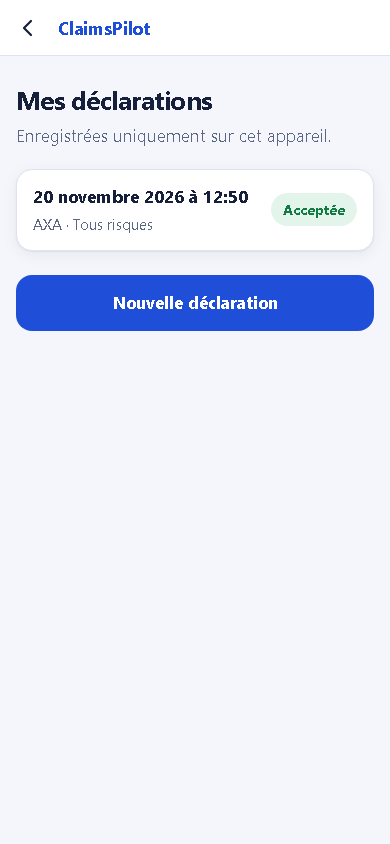 ClaimsPilot
Mes déclarations
Enregistrées uniquement sur cet appareil.
20 novembre 2026 à 12:50
AXA · Tous risques
Acceptée
Nouvelle déclaration